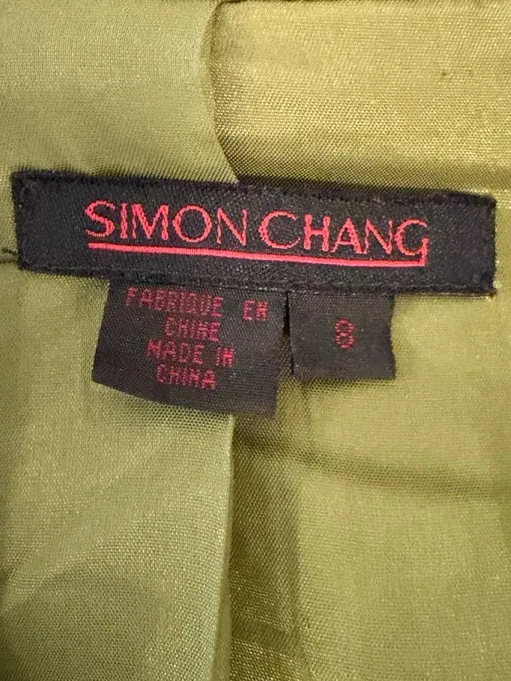 SIMON CHANG
FABRIQUE EN
CHINE
MADE IN
CHINA
8